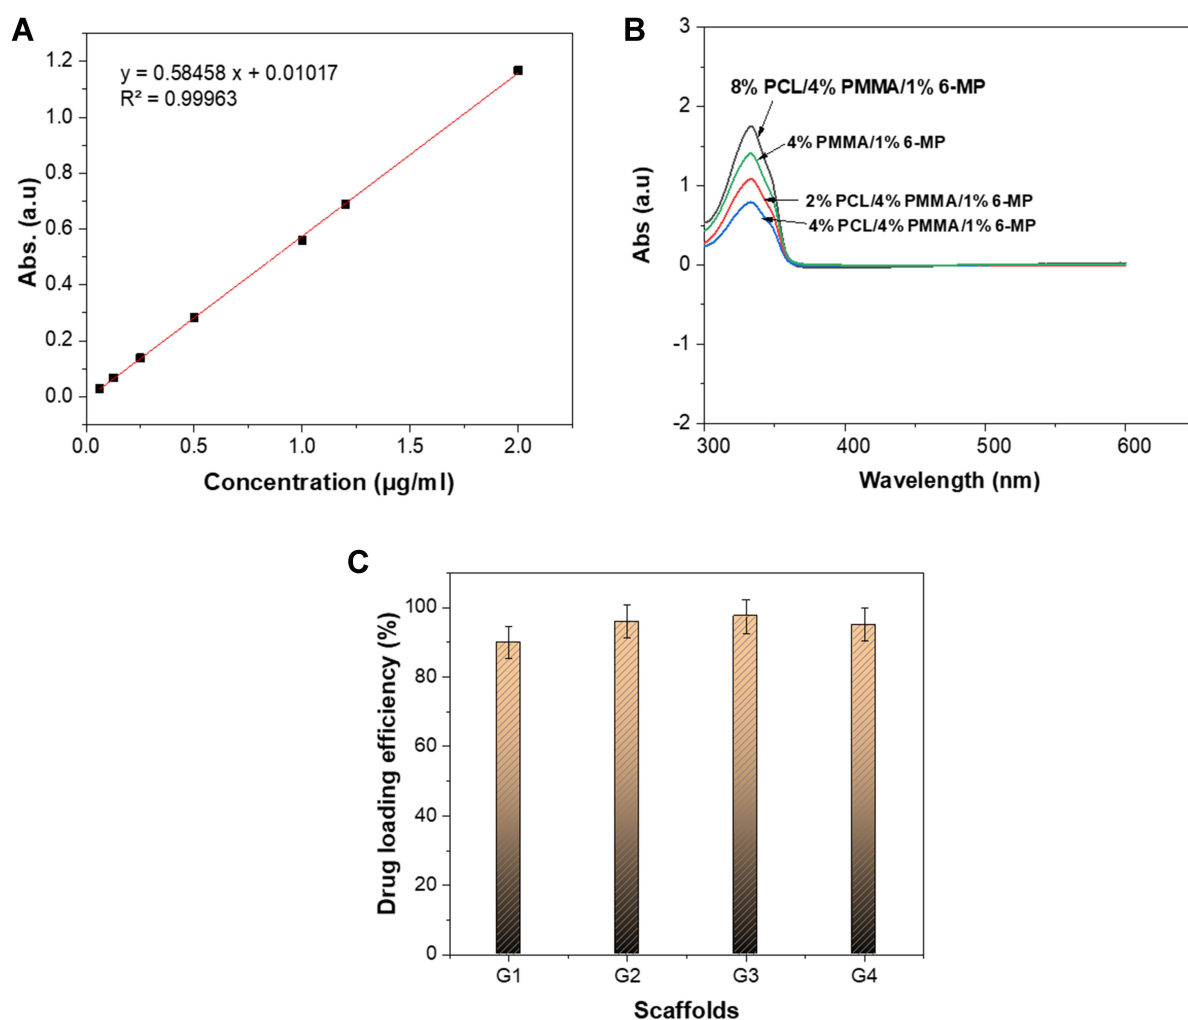 A
y = 0.58458 x + 0.01017
R² = 0.99963
1.2
1.0
0.8
0.6
0.4
0.2
0.0
Abs. (a.u)
0.0 0.5 1.0 1.5 2.0
Concentration (µg/ml)
B
3
2
1
0
-1
-2
Abs (a.u)
8% PCL/4% PMMA/1% 6-MP
4% PMMA/1% 6-MP
2% PCL/4% PMMA/1% 6-MP
4% PCL/4% PMMA/1% 6-MP
300 400 500 600
Wavelength (nm)
C
100
80
60
40
20
0
Drug loading efficiency (%)
G1 G2 G3 G4
Scaffolds